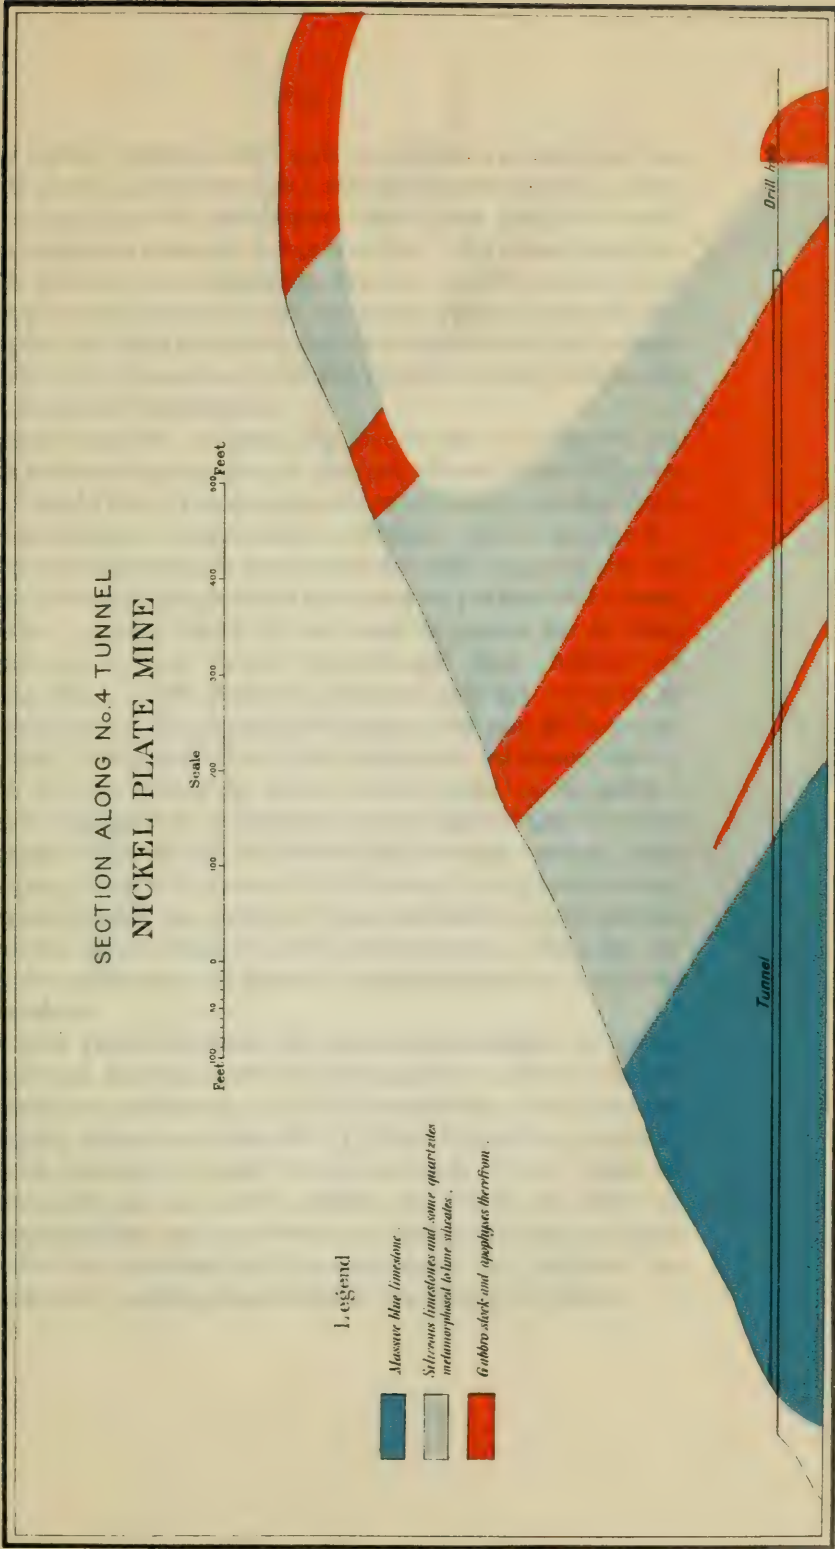 SECTION ALONG No.4 TUNNEL
NICKEL PLATE MINE
Scale
Feet 100 50 0 100 200 300 400 500 Feet
Legend
Massive blue limestone.
Siliceous limestones and some quartzites
metamorphosed to lime silicates.
Gabbro stock and apophyses therefrom.
Tunnel
Drill